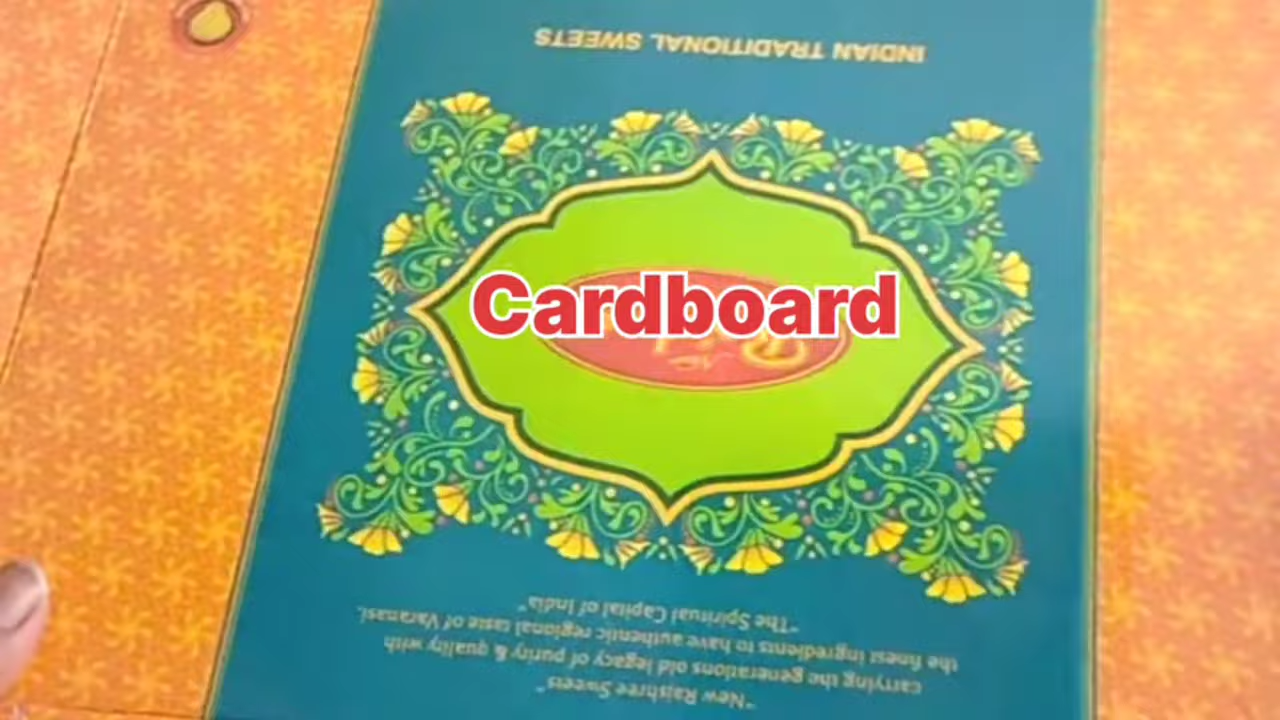 Cardboard
"New Rajshree Sweets"
carrying the generations old legacy of purity & quality with
the finest ingredients to have authentic regional taste of Varanasi,
"The Spiritual Capital of India"
INDIAN TRADITIONAL SWEETS